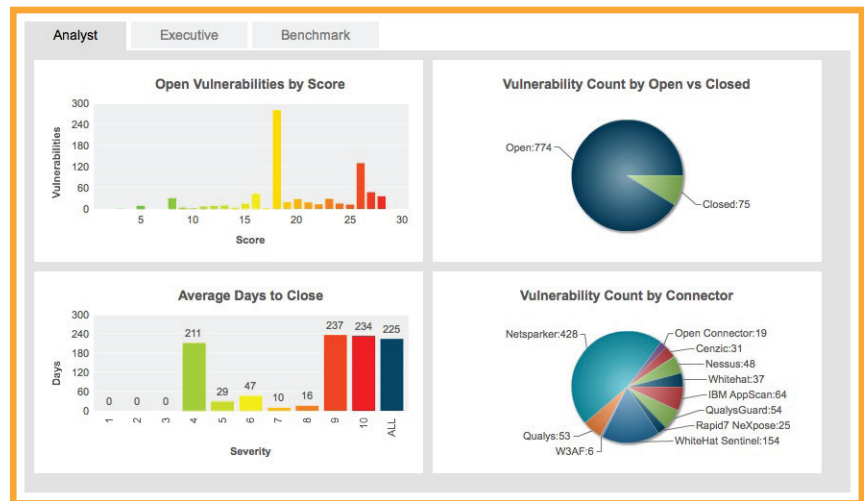 Analyst
Executive
Benchmark
Open Vulnerabilities by Score
300
240
180
120
60
0
Vulnerabilities
5
10
15
20
25
30
Score
Vulnerability Count by Open vs Closed
Open:774
Closed:75
Average Days to Close
300
240
180
120
60
0
Days
0
0
0
211
29
47
10
16
237
234
225
1
2
3
4
5
6
7
8
9
10
ALL
Severity
Vulnerability Count by Connector
Netsparker:428
Open Connector:19
Cenzic:31
Nessus:48
Whitehat:37
IBM AppScan:64
QualysGuard:54
Rapid7 NeXpose:25
WhiteHat Sentinel:154
Qualys:53
W3AF:6